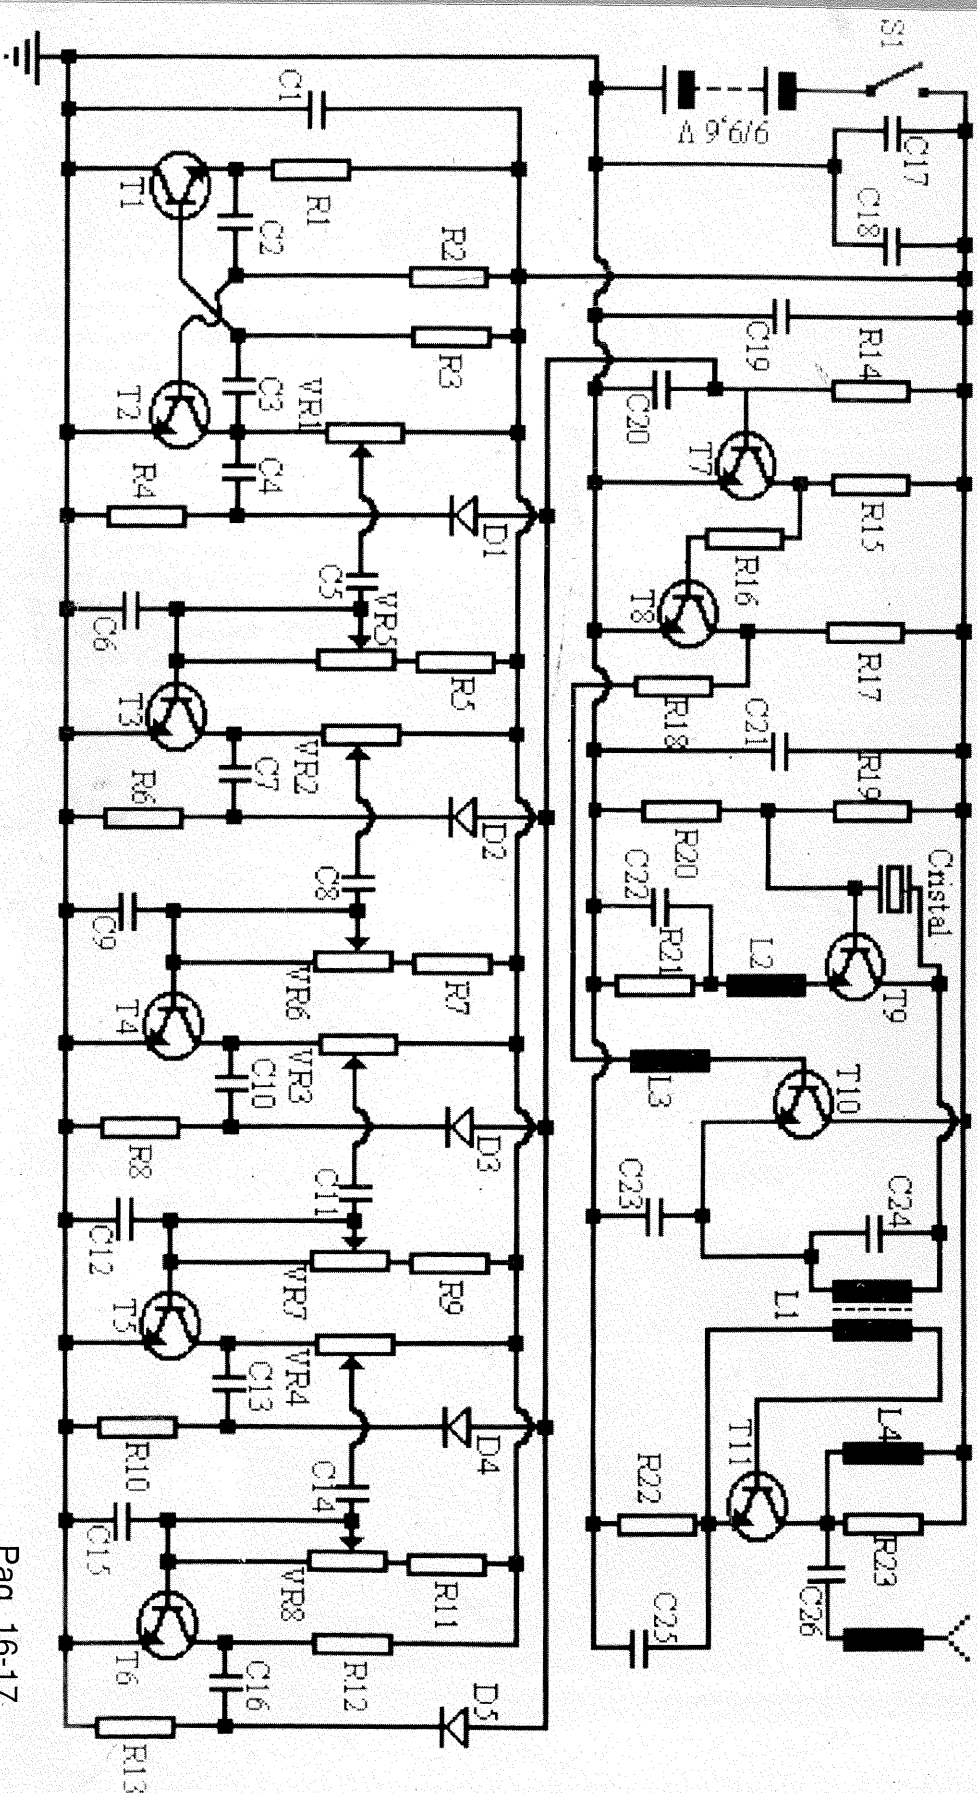 S1
9/9,6 V
C17
C18
C19
R14
C20
T7
R15
R16
T8
R17
R18
C21
R19
R20
Cristal
C22
R21
L2
T9
L3
T10
C23
C24
L1
T11
L4
R22
R23
C25
C26
C1
T1
R1
C2
R2
R3
T2
C3
VR1
C4
R4
D1
C5
VR5
C6
R5
T3
VR2
C7
R6
D2
C8
C9
VR6
R7
T4
VR3
C10
R8
D3
C11
C12
VR7
R9
T5
VR4
C13
R10
D4
C14
C15
VR8
R11
T6
R12
C16
R13
D5
Pag 16-17